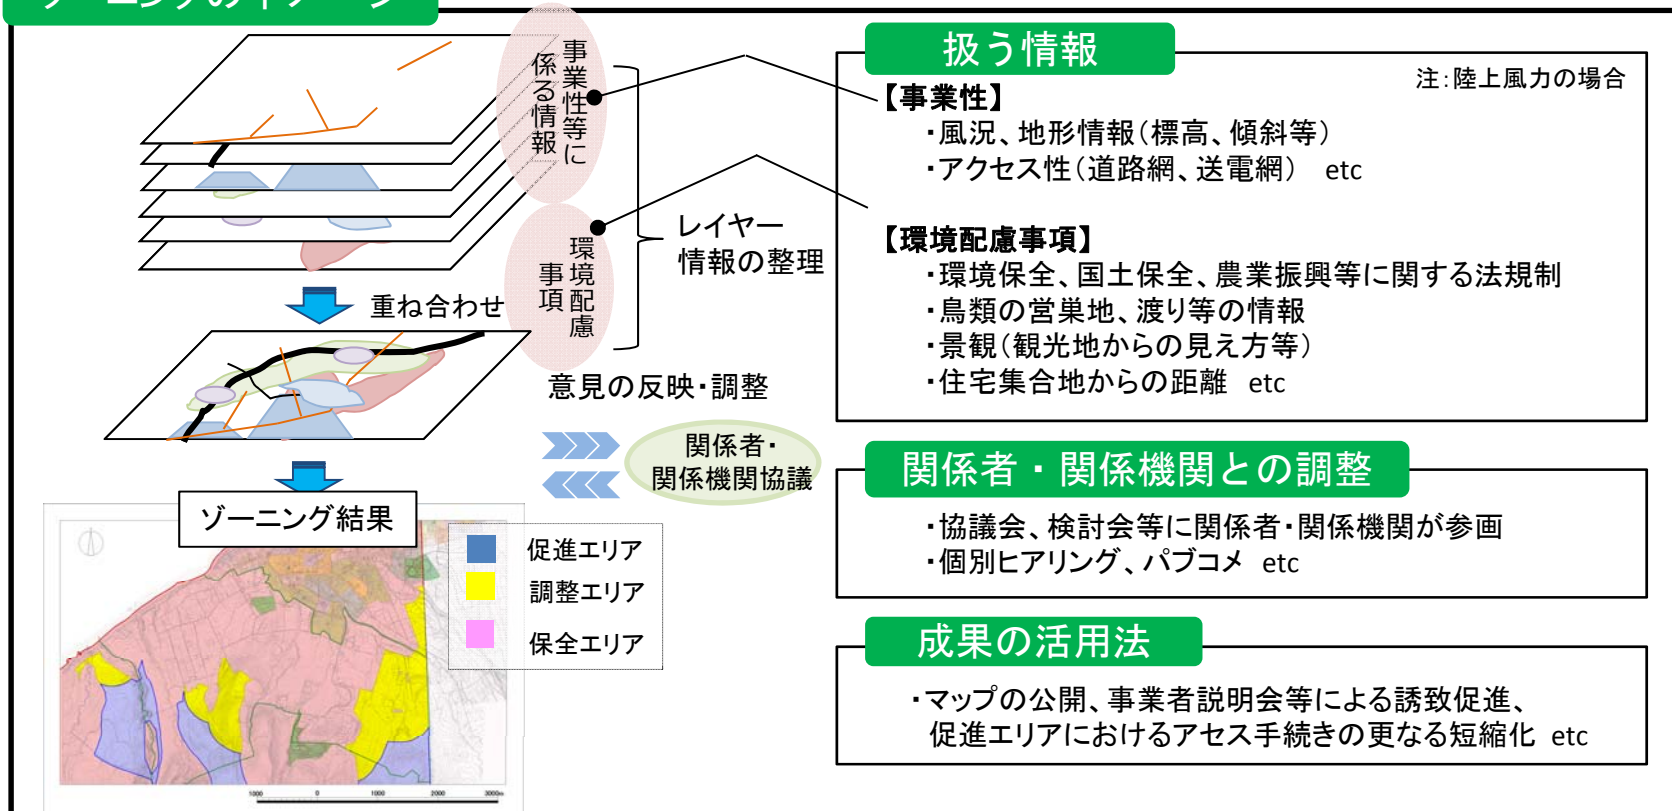 ゾーニングのイメージ
事業性等に
係る情報
環境配慮
事項
レイヤー
情報の整理
重ね合わせ
意見の反映・調整
関係者・
関係機関協議
ゾーニング結果
促進エリア
調整エリア
保全エリア
1000 0 1000 2000 3000m
扱う情報
注:陸上風力の場合
【事業性】
・風況、地形情報(標高、傾斜等)
・アクセス性(道路網、送電網) etc
【環境配慮事項】
・環境保全、国土保全、農業振興等に関する法規制
・鳥類の営巣地、渡り等の情報
・景観(観光地からの見え方等)
・住宅集合地からの距離 etc
関係者・関係機関との調整
・協議会、検討会等に関係者・関係機関が参画
・個別ヒアリング、パブコメ etc
成果の活用法
・マップの公開、事業者説明会等による誘致促進、
促進エリアにおけるアセス手続きの更なる短縮化 etc